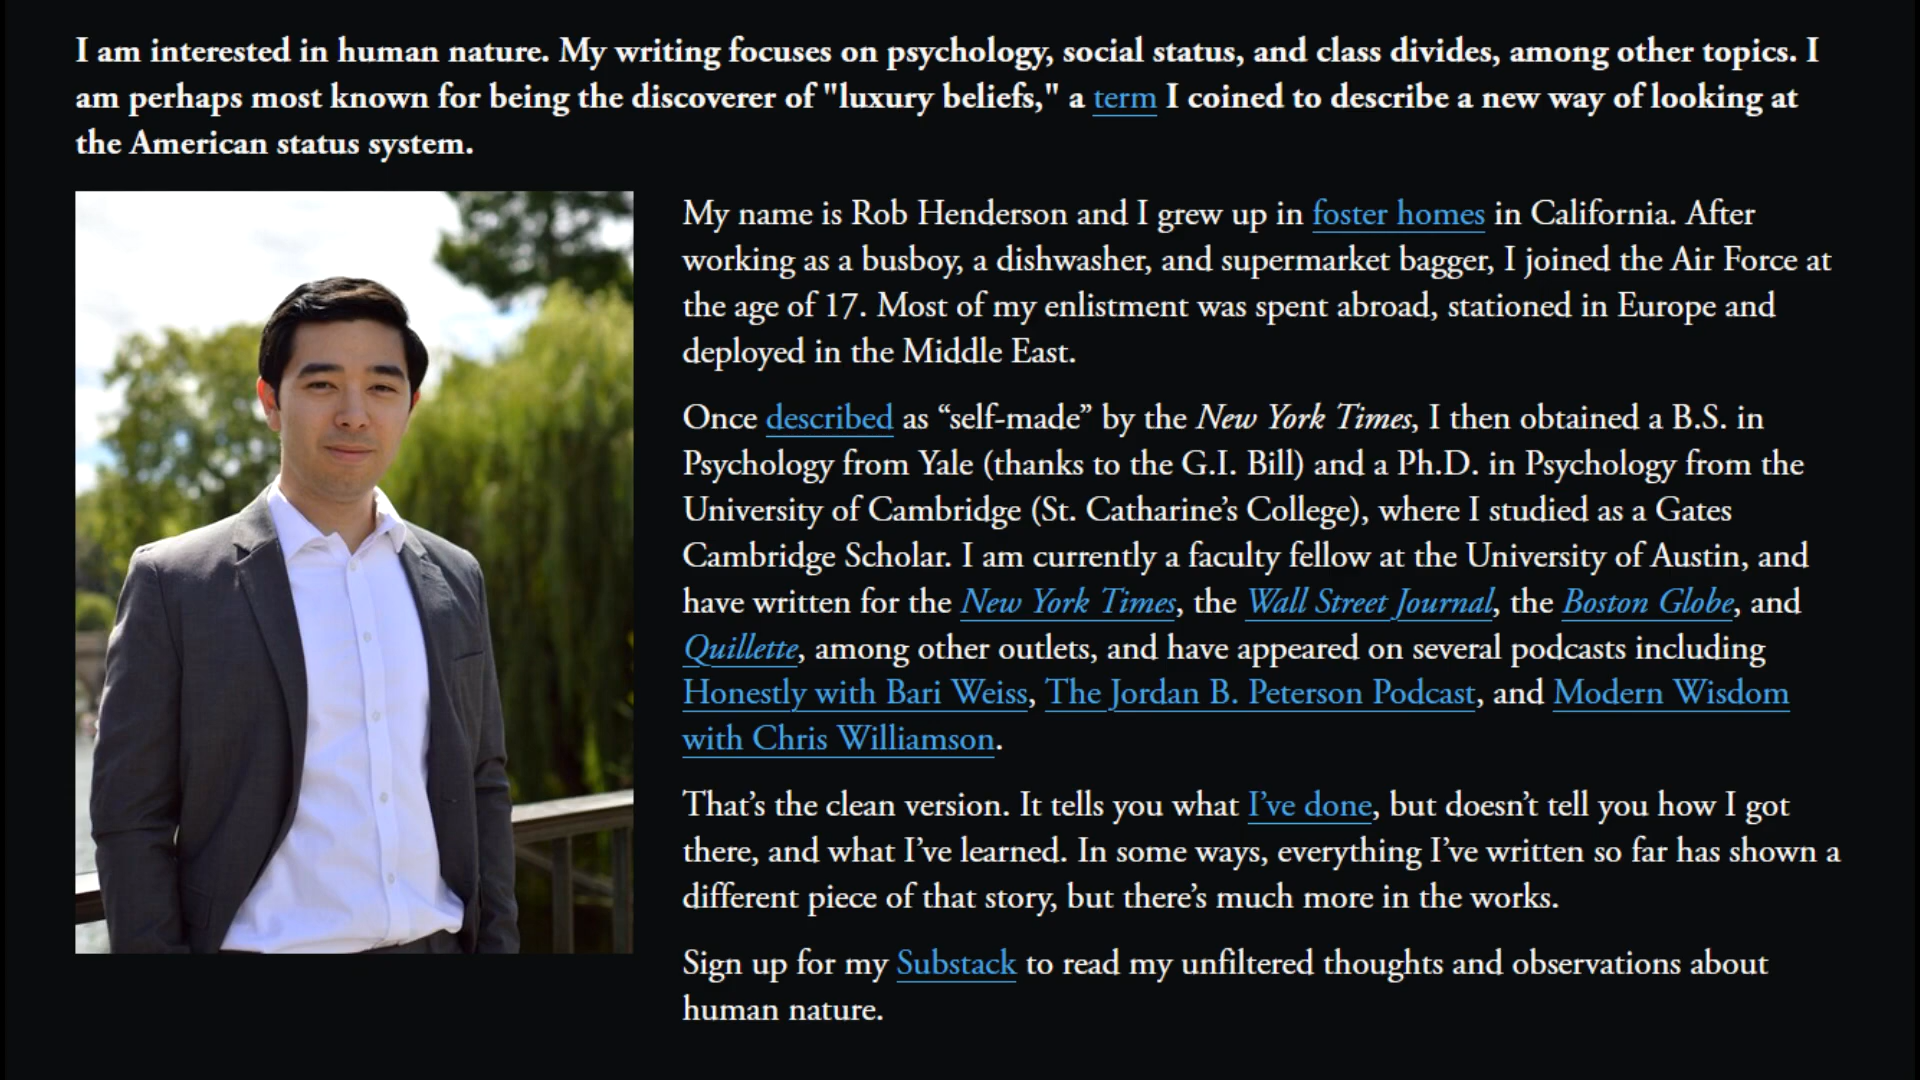 I am interested in human nature. My writing focuses on psychology, social status, and class divides, among other topics. I
am perhaps most known for being the discoverer of "luxury beliefs," a term I coined to describe a new way of looking at
the American status system.
My name is Rob Henderson and I grew up in foster homes in California. After
working as a busboy, a dishwasher, and supermarket bagger, I joined the Air Force at
the age of 17. Most of my enlistment was spent abroad, stationed in Europe and
deployed in the Middle East.
Once described as “self-made” by the New York Times, I then obtained a B.S. in
Psychology from Yale (thanks to the G.I. Bill) and a Ph.D. in Psychology from the
University of Cambridge (St. Catharine’s College), where I studied as a Gates
Cambridge Scholar. I am currently a faculty fellow at the University of Austin, and
have written for the New York Times, the Wall Street Journal, the Boston Globe, and
Quillette, among other outlets, and have appeared on several podcasts including
Honestly with Bari Weiss, The Jordan B. Peterson Podcast, and Modern Wisdom
with Chris Williamson.
That’s the clean version. It tells you what I’ve done, but doesn’t tell you how I got
there, and what I’ve learned. In some ways, everything I’ve written so far has shown a
different piece of that story, but there’s much more in the works.
Sign up for my Substack to read my unfiltered thoughts and observations about
human nature.